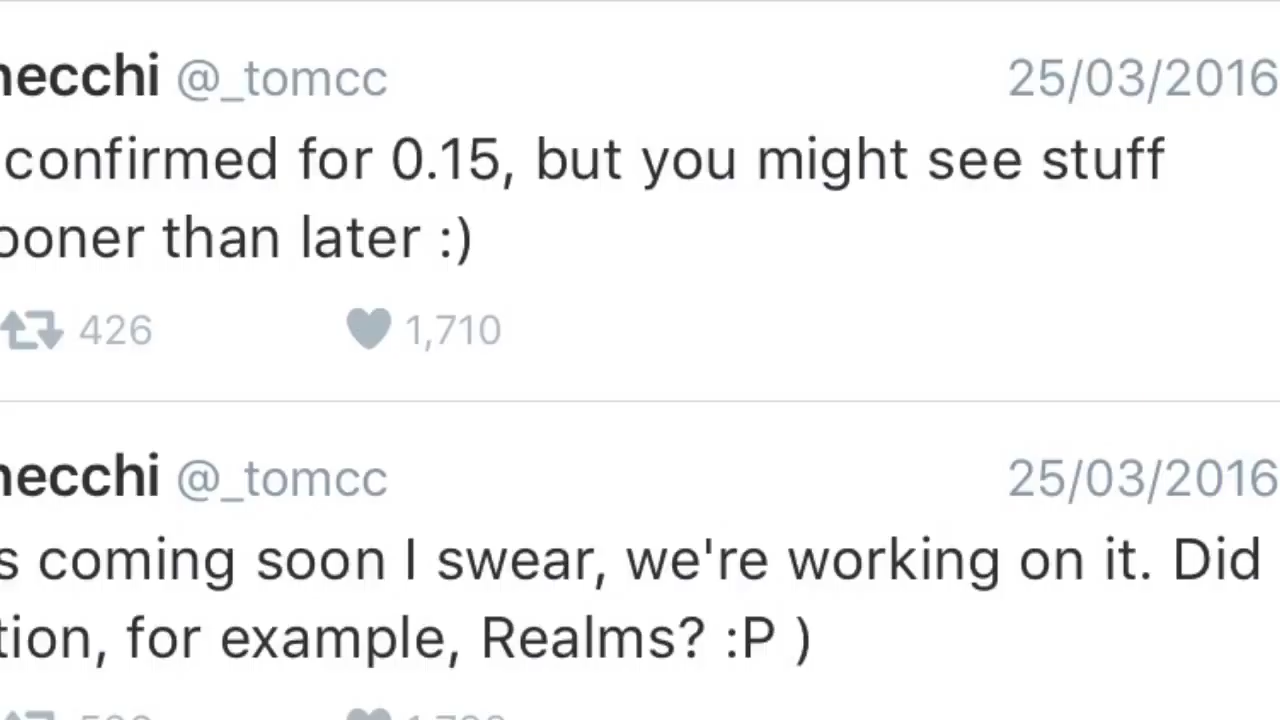 necchi @_tomcc 25/03/2016
confirmed for 0.15, but you might see stuff
ooner than later :)
426 1,710
necchi @_tomcc 25/03/2016
s coming soon I swear, we're working on it. Did
tion, for example, Realms? :P )